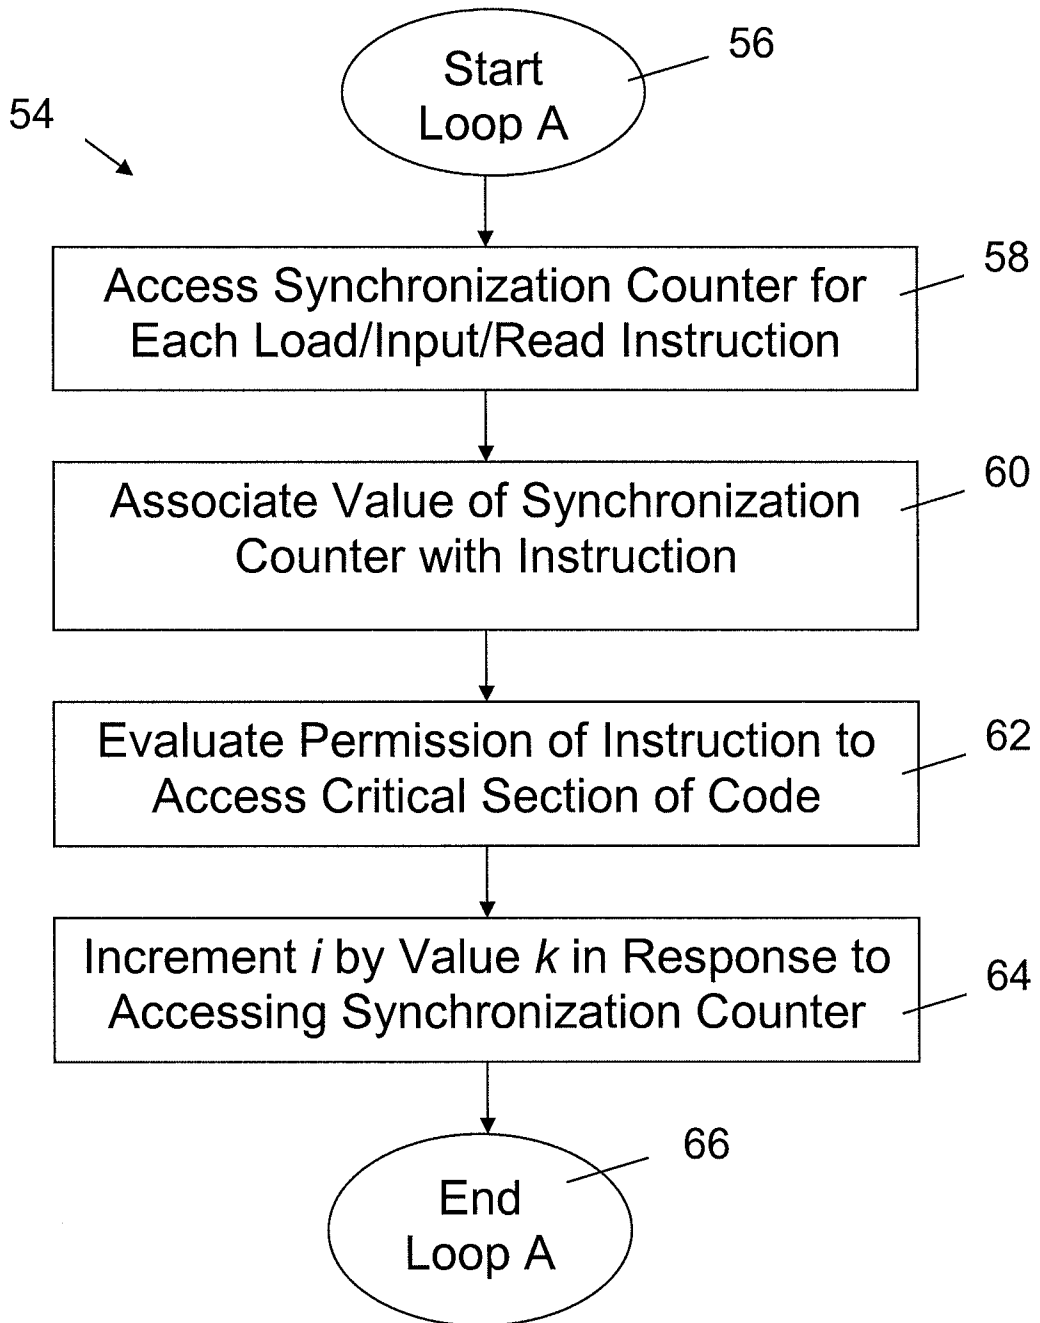 Start
Loop A
56
54
Access Synchronization Counter for
Each Load/Input/Read Instruction
58
Associate Value of Synchronization
Counter with Instruction
60
Evaluate Permission of Instruction to
Access Critical Section of Code
62
Increment i by Value k in Response to
Accessing Synchronization Counter
64
End
Loop A
66